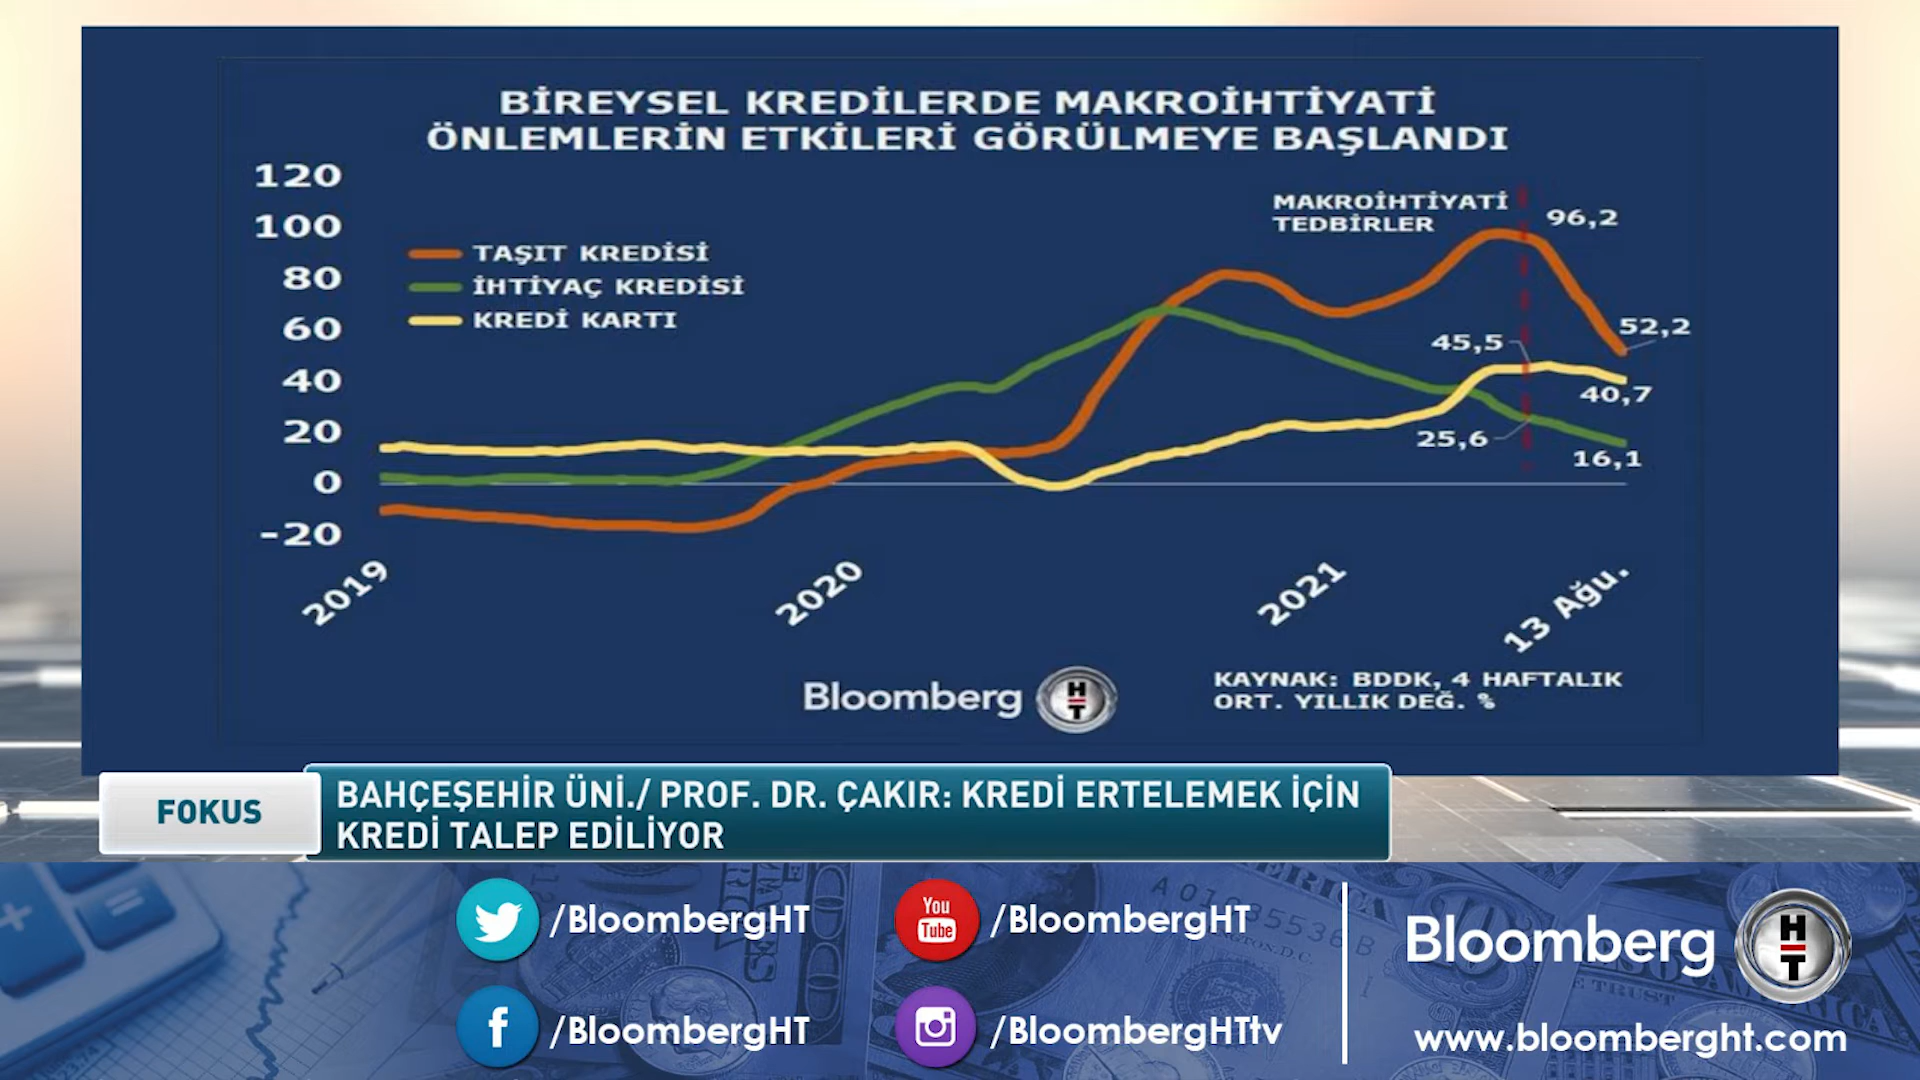 BİREYSEL KREDİLERDE MAKROİHTİYATİ
ÖNLEMLERİN ETKİLERİ GÖRÜLMEYE BAŞLANDI
120
100
80
60
40
20
0
-20
TAŞIT KREDİSİ
İHTİYAÇ KREDİSİ
KREDİ KARTI
MAKROİHTİYATİ
TEDBİRLER
96,2
52,2
45,5
40,7
25,6
16,1
2019
2020
2021
13 Ağu.
Bloomberg HT
KAYNAK: BDDK, 4 HAFTALIK
ORT. YILLIK DEĞ. %
FOKUS
BAHÇEŞEHİR ÜNİ./ PROF. DR. ÇAKIR: KREDİ ERTELEMEK İÇİN
KREDİ TALEP EDİLİYOR
/BloombergHT
You Tube /BloombergHT
f /BloombergHT
/BloombergHTtv
Bloomberg HT
www.bloomberght.com